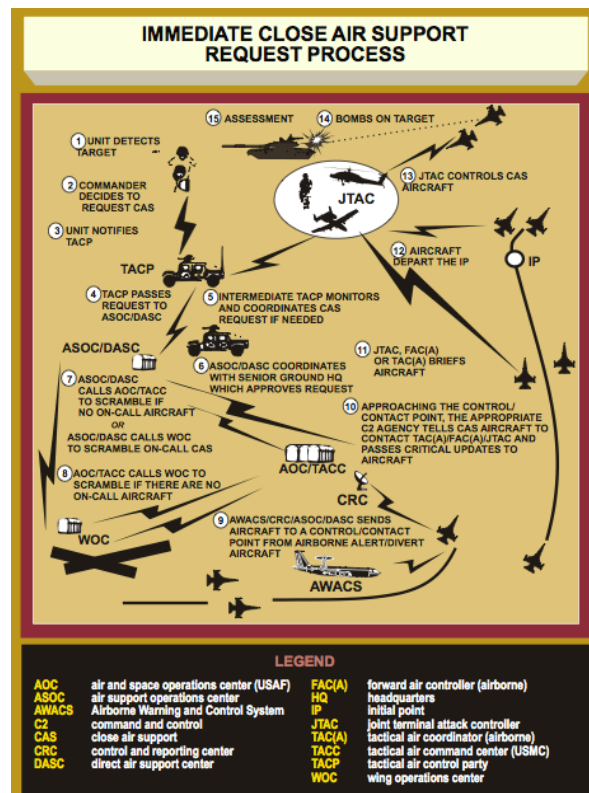 IMMEDIATE CLOSE AIR SUPPORT
REQUEST PROCESS
15 ASSESSMENT
14 BOMBS ON TARGET
1 UNIT DETECTS
TARGET
2 COMMANDER
DECIDES TO
REQUEST CAS
3 UNIT NOTIFIES
TACP
JTAC
13 JTAC CONTROLS CAS
AIRCRAFT
12 AIRCRAFT
DEPART THE IP
IP
TACP
4 TACP PASSES
REQUEST TO
ASOC/DASC
5 INTERMEDIATE TACP MONITORS
AND COORDINATES CAS
REQUEST IF NEEDED
ASOC/DASC
6 ASOC/DASC COORDINATES
WITH SENIOR GROUND HQ
WHICH APPROVES REQUEST
11 JTAC, FAC(A)
OR TAC(A) BRIEFS
AIRCRAFT
7 ASOC/DASC
CALLS AOC/TACC
TO SCRAMBLE IF
NO ON-CALL AIRCRAFT
OR
ASOC/DASC CALLS WOC
TO SCRAMBLE ON-CALL CAS
10 APPROACHING THE CONTROL/
CONTACT POINT, THE APPROPRIATE
C2 AGENCY TELLS CAS AIRCRAFT TO
CONTACT TAC(A)/FAC(A)/JTAC AND
PASSES CRITICAL UPDATES TO
AIRCRAFT
AOC/TACC
8 AOC/TACC CALLS WOC TO
SCRAMBLE IF THERE ARE NO
ON-CALL AIRCRAFT
CRC
WOC
9 AWACS/CRC/ASOC/DASC SENDS
AIRCRAFT TO A CONTROL/CONTACT
POINT FROM AIRBORNE ALERT/DIVERT
AIRCRAFT
AWACS
LEGEND
AOC air and space operations center (USAF)
ASOC air support operations center
AWACS Airborne Warning and Control System
C2 command and control
CAS close air support
CRC control and reporting center
DASC direct air support center
FAC(A) forward air controller (airborne)
HQ headquarters
IP initial point
JTAC joint terminal attack controller
TAC(A) tactical air coordinator (airborne)
TACC tactical air command center (USMC)
TACP tactical air control party
WOC wing operations center